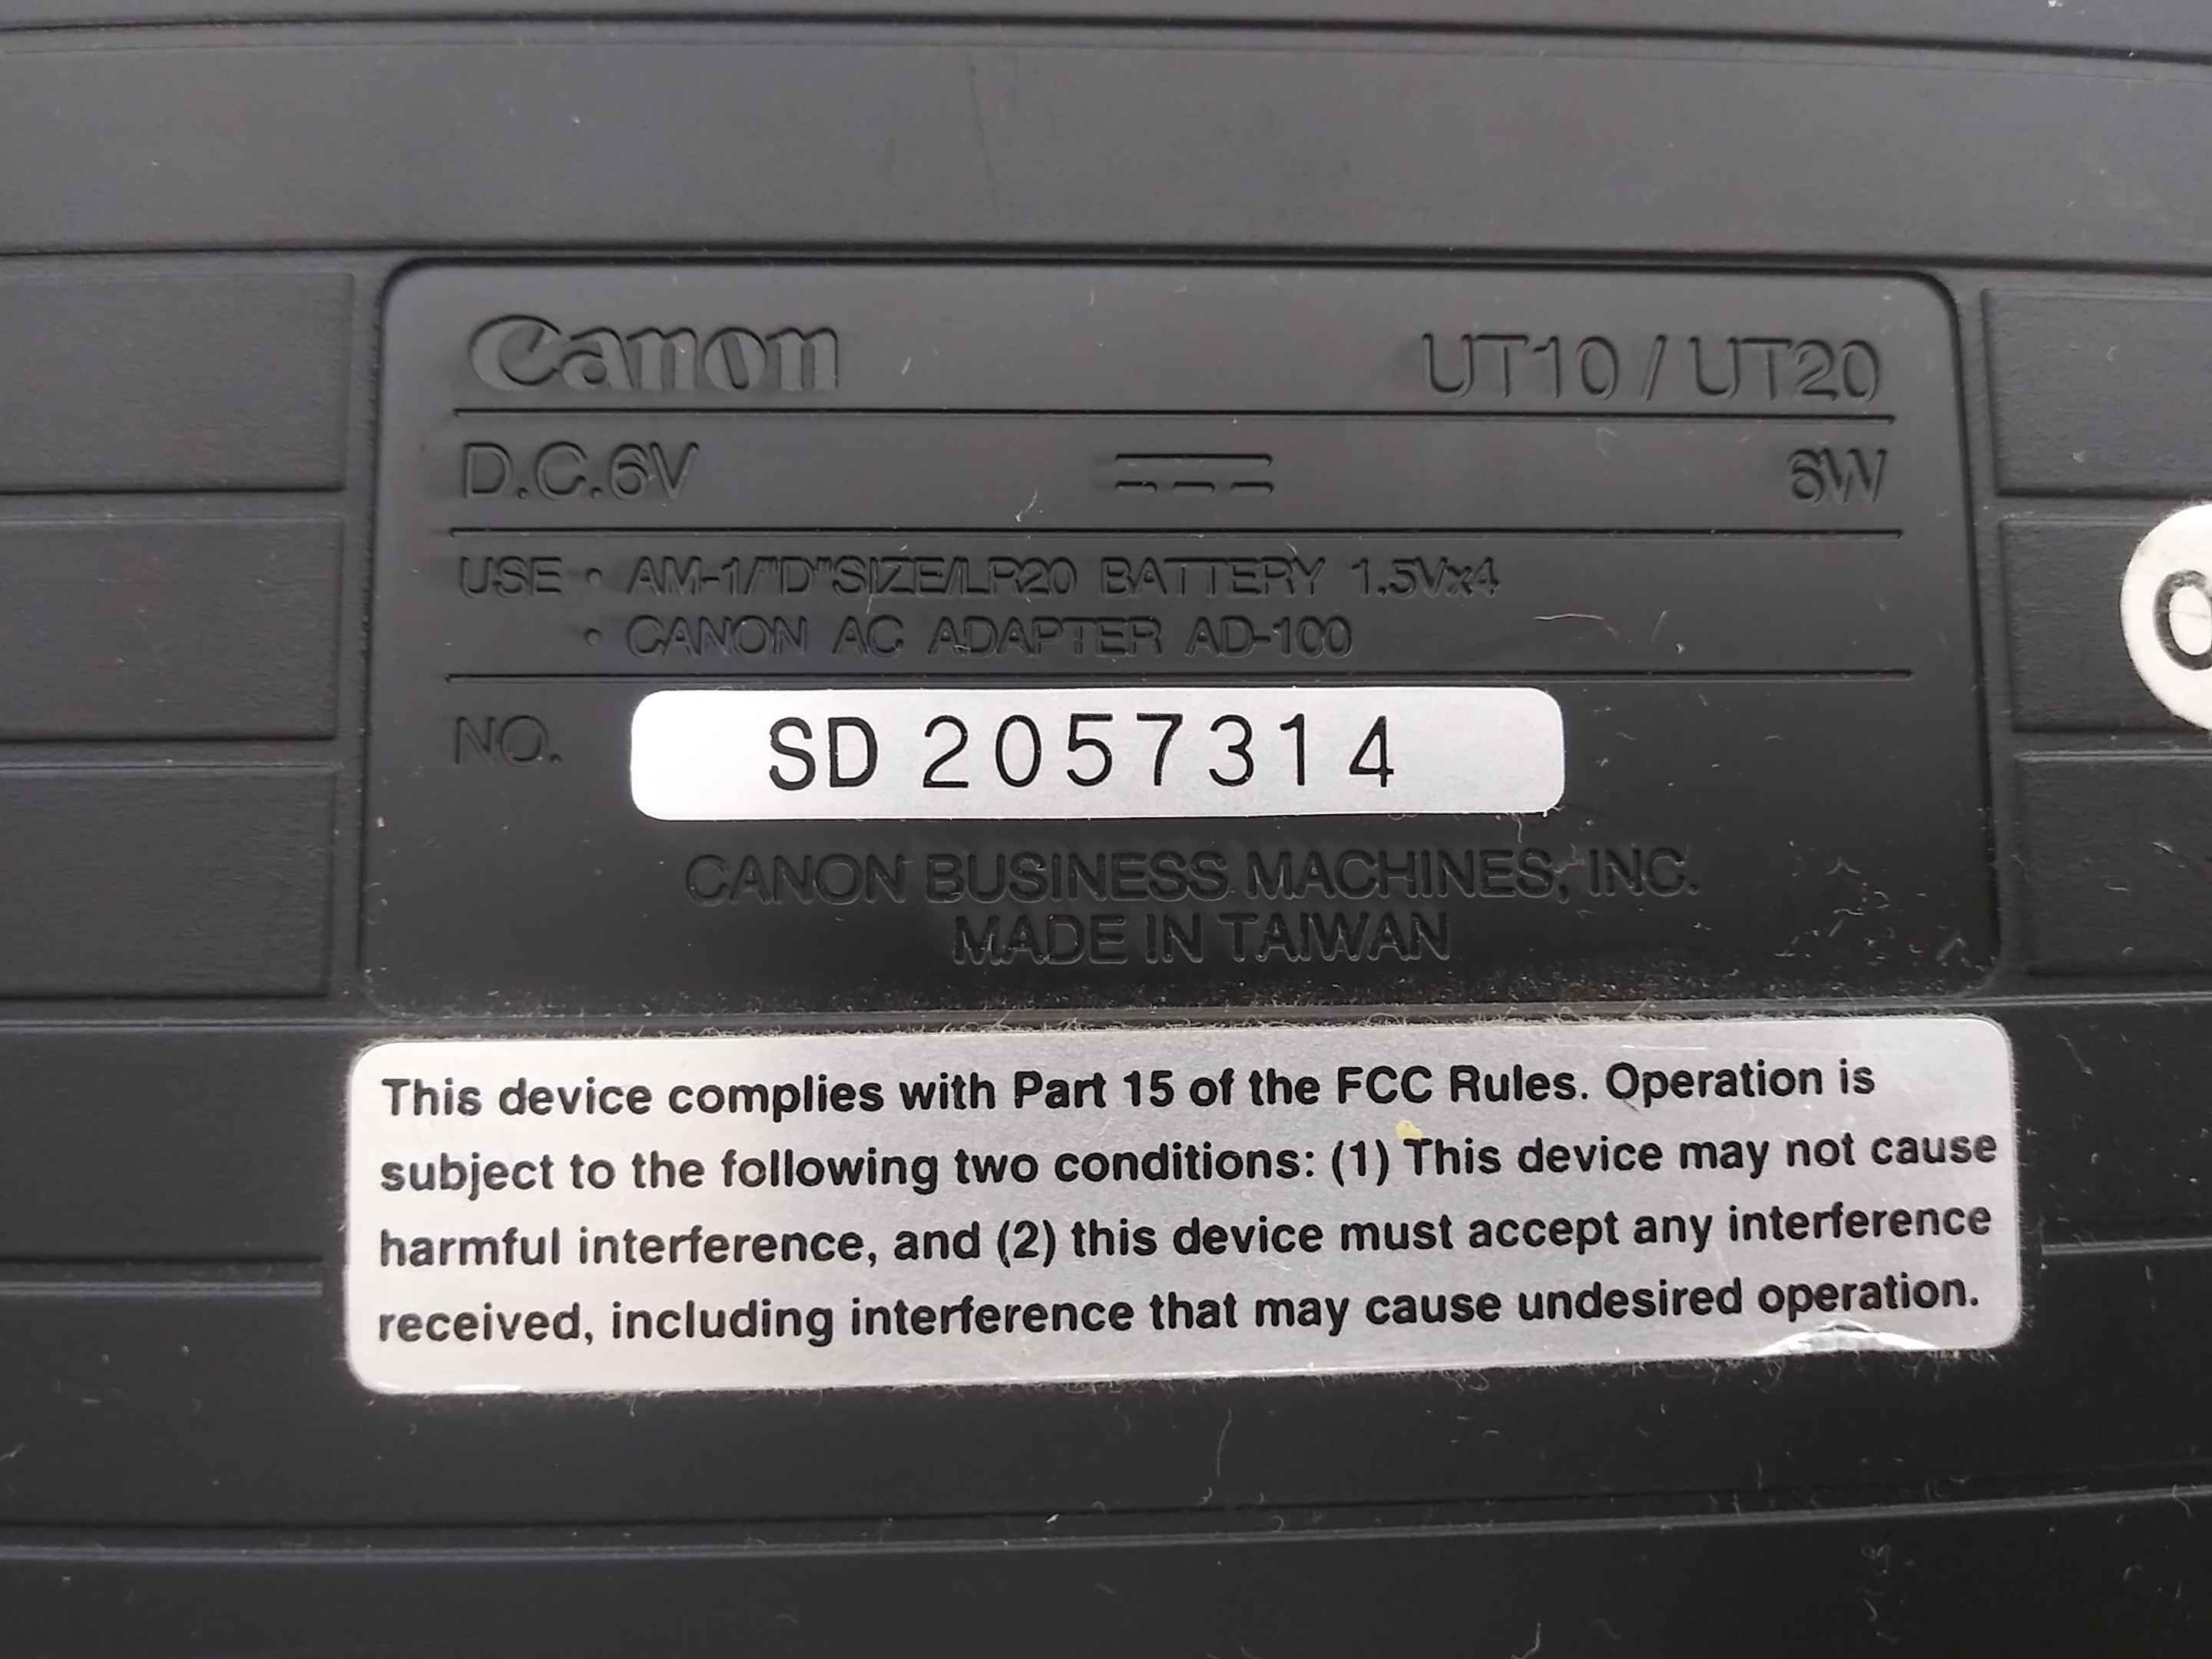 Canon UT10 / UT20
D.C.6V 6W
USE • AM-1/"D"SIZE/LR20 BATTERY 1.5Vx4
• CANON AC ADAPTER AD-100
NO. SD 2057314
CANON BUSINESS MACHINES, INC.
MADE IN TAIWAN
This device complies with Part 15 of the FCC Rules. Operation is
subject to the following two conditions: (1) This device may not cause
harmful interference, and (2) this device must accept any interference
received, including interference that may cause undesired operation.